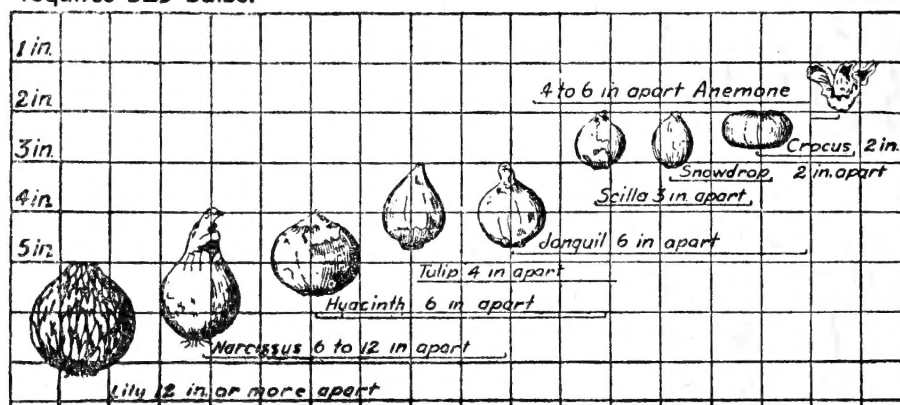 requires 325 bulbs.
1 in.
2 in.
4 to 6 in apart Anemone
3 in.
Crocus, 2 in.
Snowdrop, 2 in. apart
4 in.
Scilla 3 in apart
5 in.
Jonquil 6 in apart
Tulip 4 in apart
Hyacinth 6 in apart
Narcissus 6 to 12 in apart
Lily 12 in. or more apart